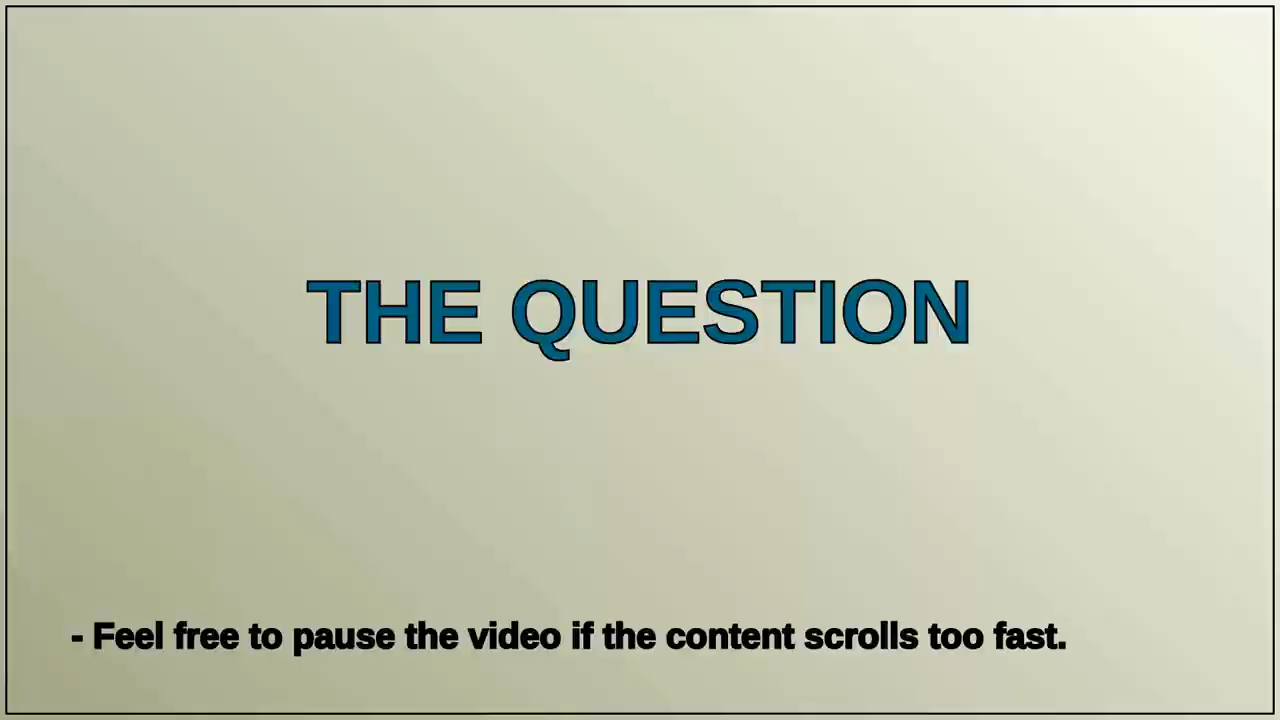 THE QUESTION
- Feel free to pause the video if the content scrolls too fast.